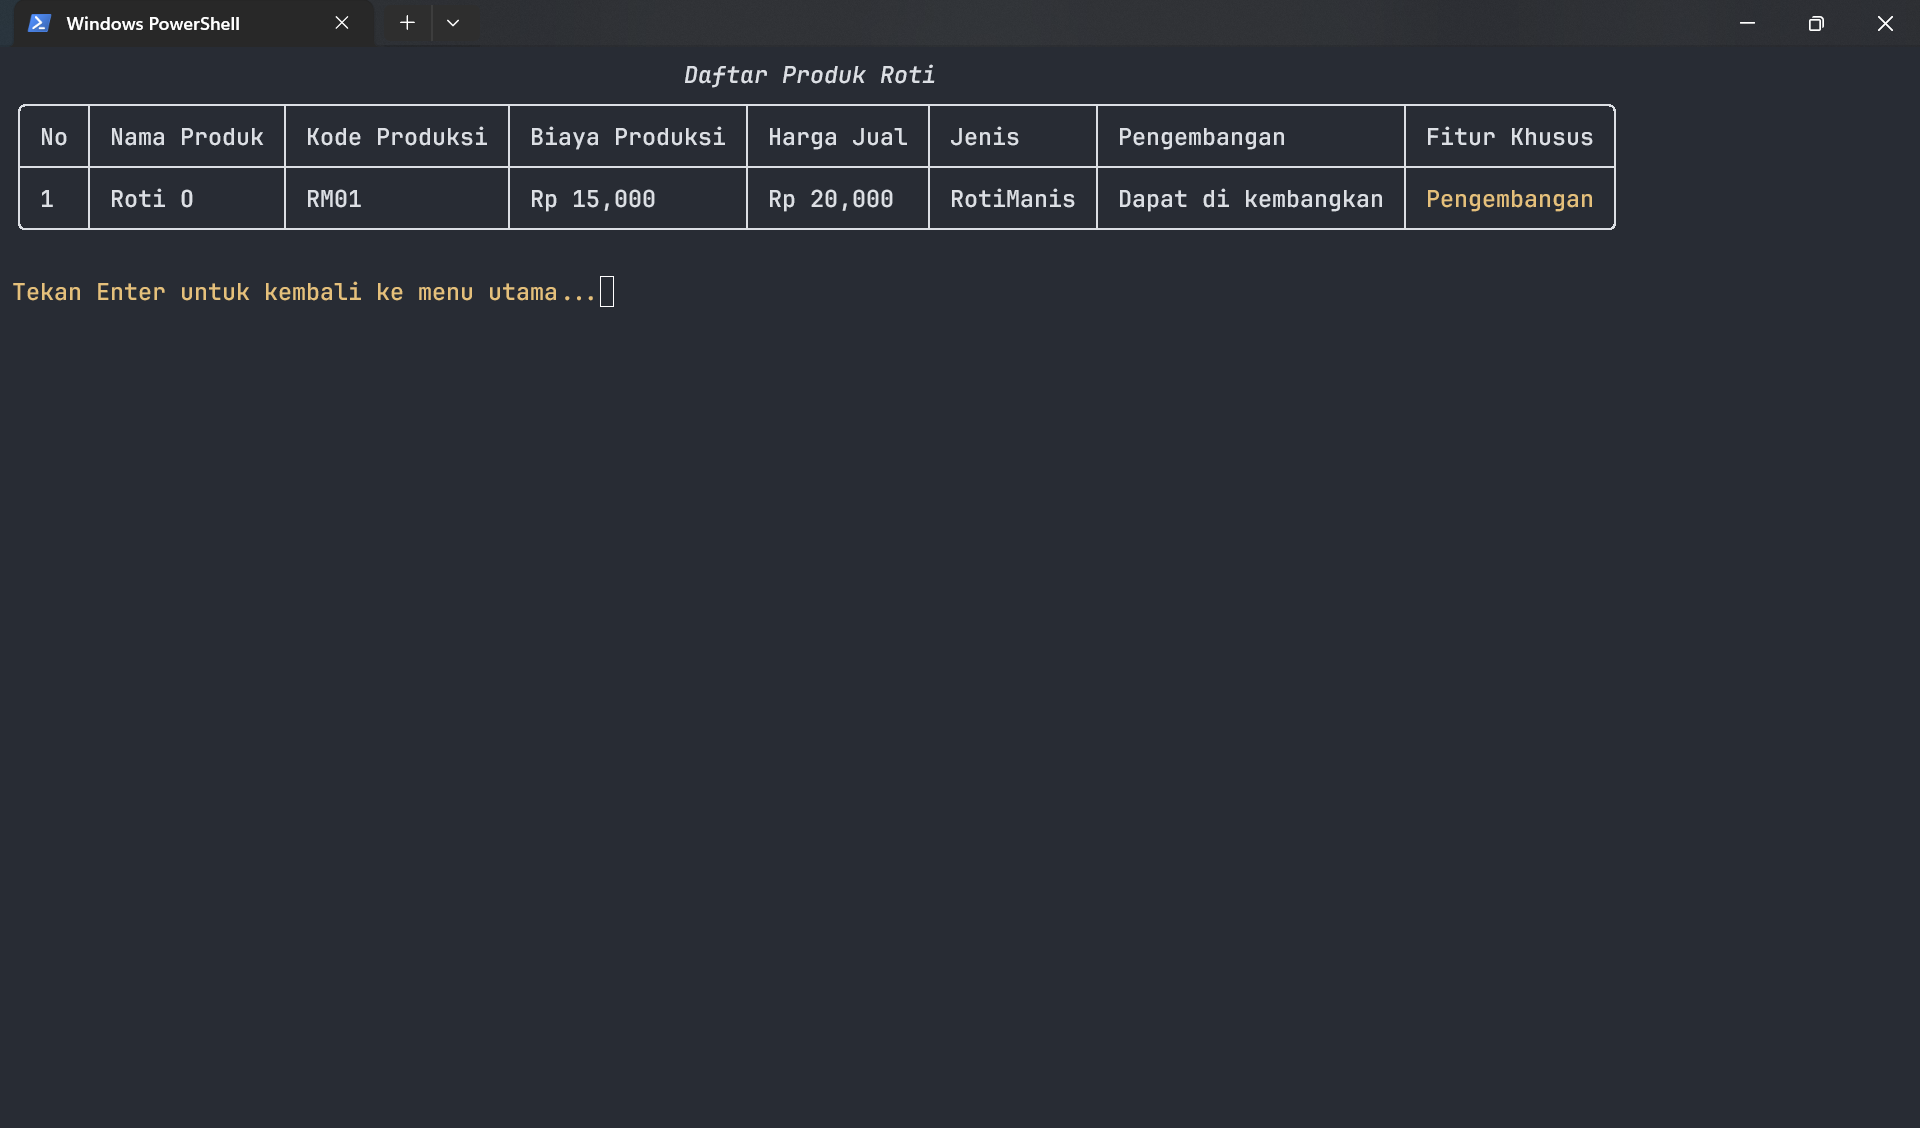 Windows PowerShell
Daftar Produk Roti
No Nama Produk Kode Produksi Biaya Produksi Harga Jual Jenis Pengembangan Fitur Khusus
1 Roti O RM01 Rp 15,000 Rp 20,000 RotiManis Dapat di kembangkan Pengembangan
Tekan Enter untuk kembali ke menu utama...